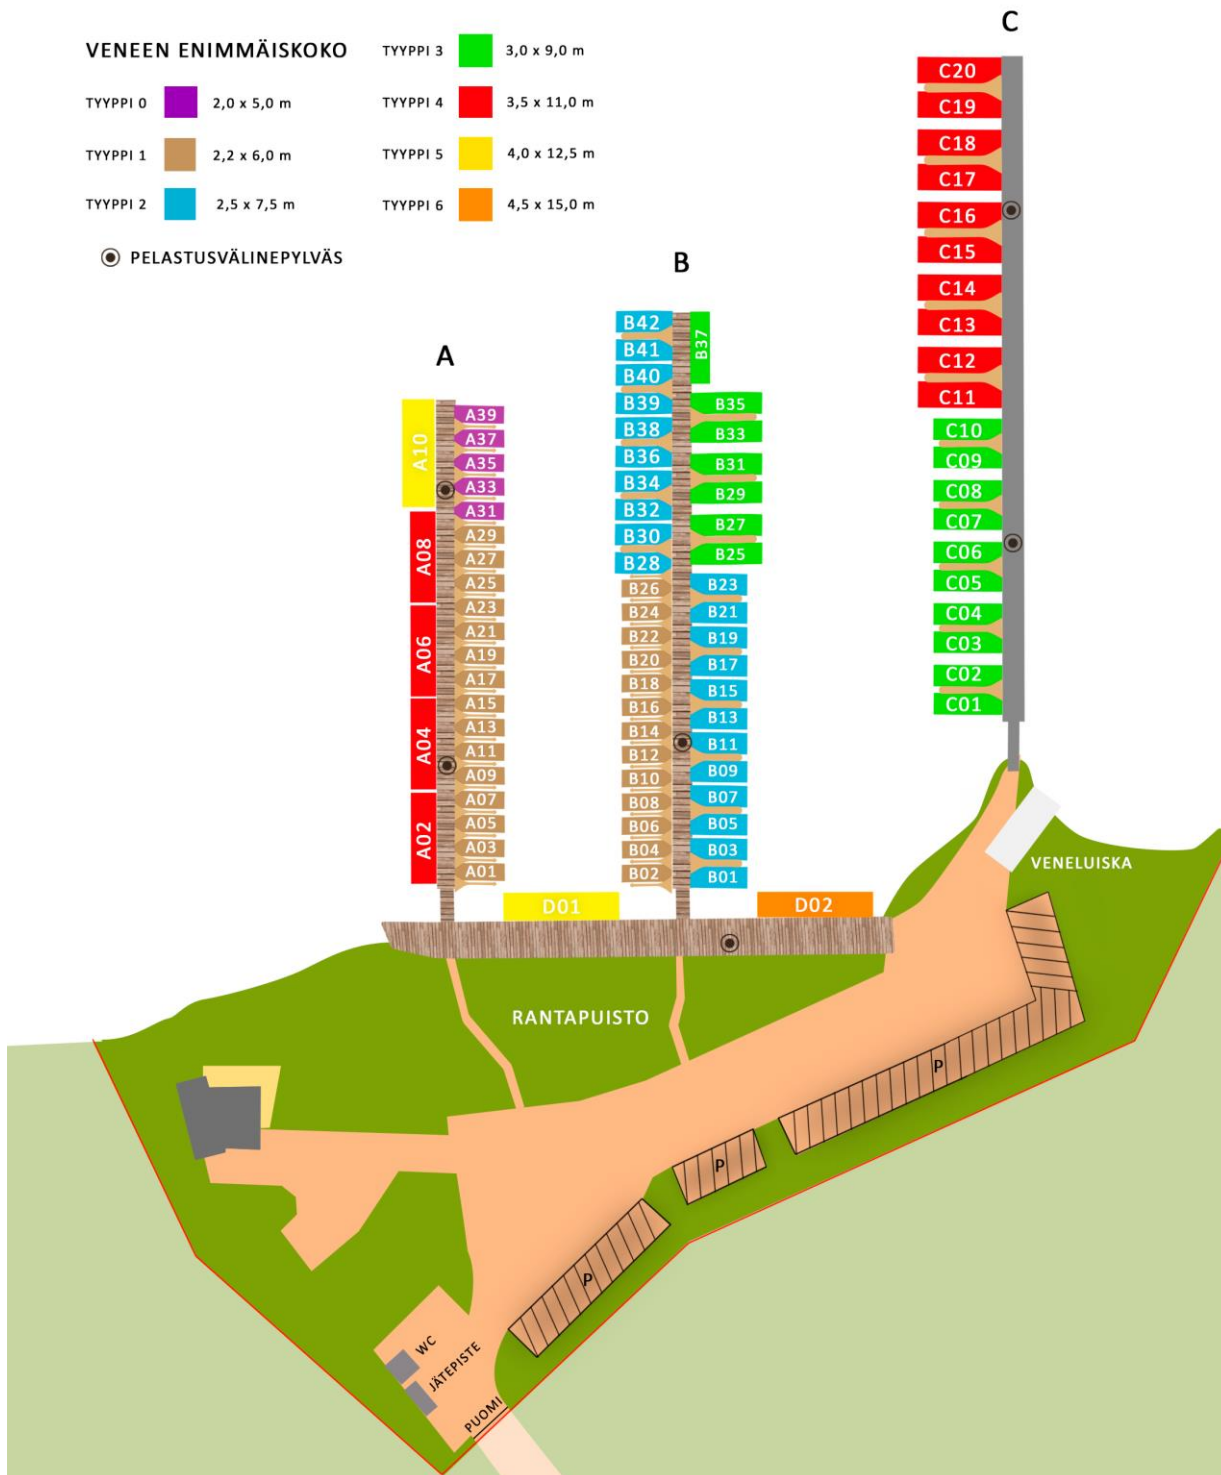 VENEEN ENIMMÄISKOKO
TYYPPI 0 2,0 x 5,0 m
TYYPPI 1 2,2 x 6,0 m
TYYPPI 2 2,5 x 7,5 m
TYYPPI 3 3,0 x 9,0 m
TYYPPI 4 3,5 x 11,0 m
TYYPPI 5 4,0 x 12,5 m
TYYPPI 6 4,5 x 15,0 m
PELASTUSVÄLINEPYLVÄS
A
A10
A08
A06
A04
A02
A39
A37
A35
A33
A31
A29
A27
A25
A23
A21
A19
A17
A15
A13
A11
A09
A07
A05
A03
A01
B
B42
B41
B40
B39
B38
B36
B34
B32
B30
B28
B26
B24
B22
B20
B18
B16
B14
B12
B10
B08
B06
B04
B02
B37
B35
B33
B31
B29
B27
B25
B23
B21
B19
B17
B15
B13
B11
B09
B07
B05
B03
B01
C
C20
C19
C18
C17
C16
C15
C14
C13
C12
C11
C10
C09
C08
C07
C06
C05
C04
C03
C02
C01
D01
D02
VENELUISKA
RANTAPUISTO
P
P
P
WC
JÄTEPISTE
PUOMI